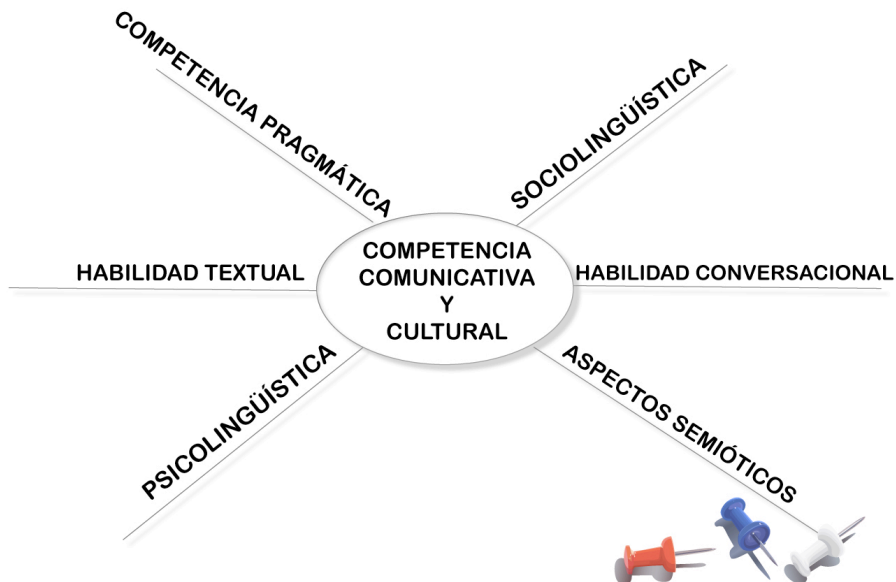 COMPETENCIA PRAGMÁTICA
SOCIOLINGÜÍSTICA
HABILIDAD TEXTUAL
COMPETENCIA
COMUNICATIVA
Y
CULTURAL
HABILIDAD CONVERSACIONAL
PSICOLINGÜÍSTICA
ASPECTOS SEMIÓTICOS